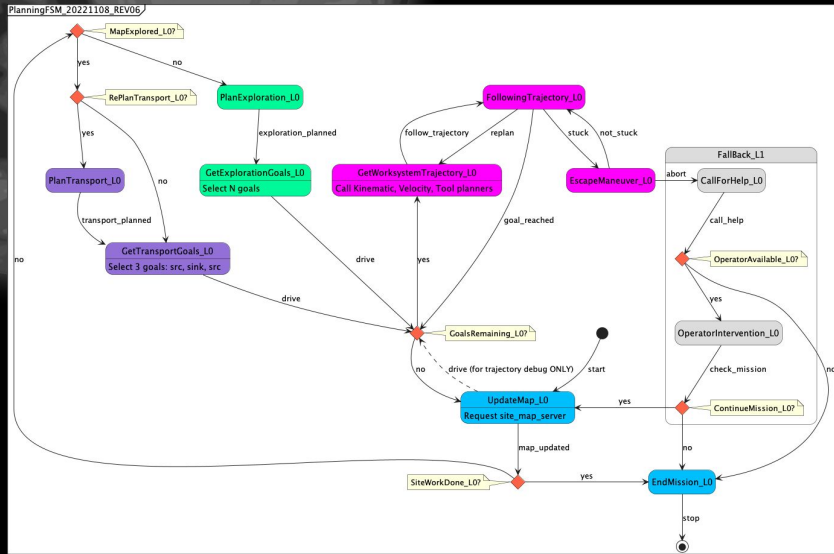 PlanningFSM_20221108_REV06
MapExplored_L0?
yes
no
RePlanTransport_L0?
PlanExploration_L0
FollowingTrajectory_L0
yes
no
exploration_planned
follow_trajectory
replan
stuck
not_stuck
FallBack_L1
PlanTransport_L0
GetExplorationGoals_L0
Select N goals
GetWorksystemTrajectory_L0
Call Kinematic, Velocity, Tool planners
EscapeManeuver_L0
abort
CallForHelp_L0
transport_planned
goal_reached
call_help
GetTransportGoals_L0
Select 3 goals: src, sink, src
drive
yes
OperatorAvailable_L0?
drive
yes
no
GoalsRemaining_L0?
OperatorIntervention_L0
no
drive (for trajectory debug ONLY)
start
check_mission
no
UpdateMap_L0
Request site_map_server
yes
ContinueMission_L0?
map_updated
no
SiteWorkDone_L0?
yes
EndMission_L0
stop